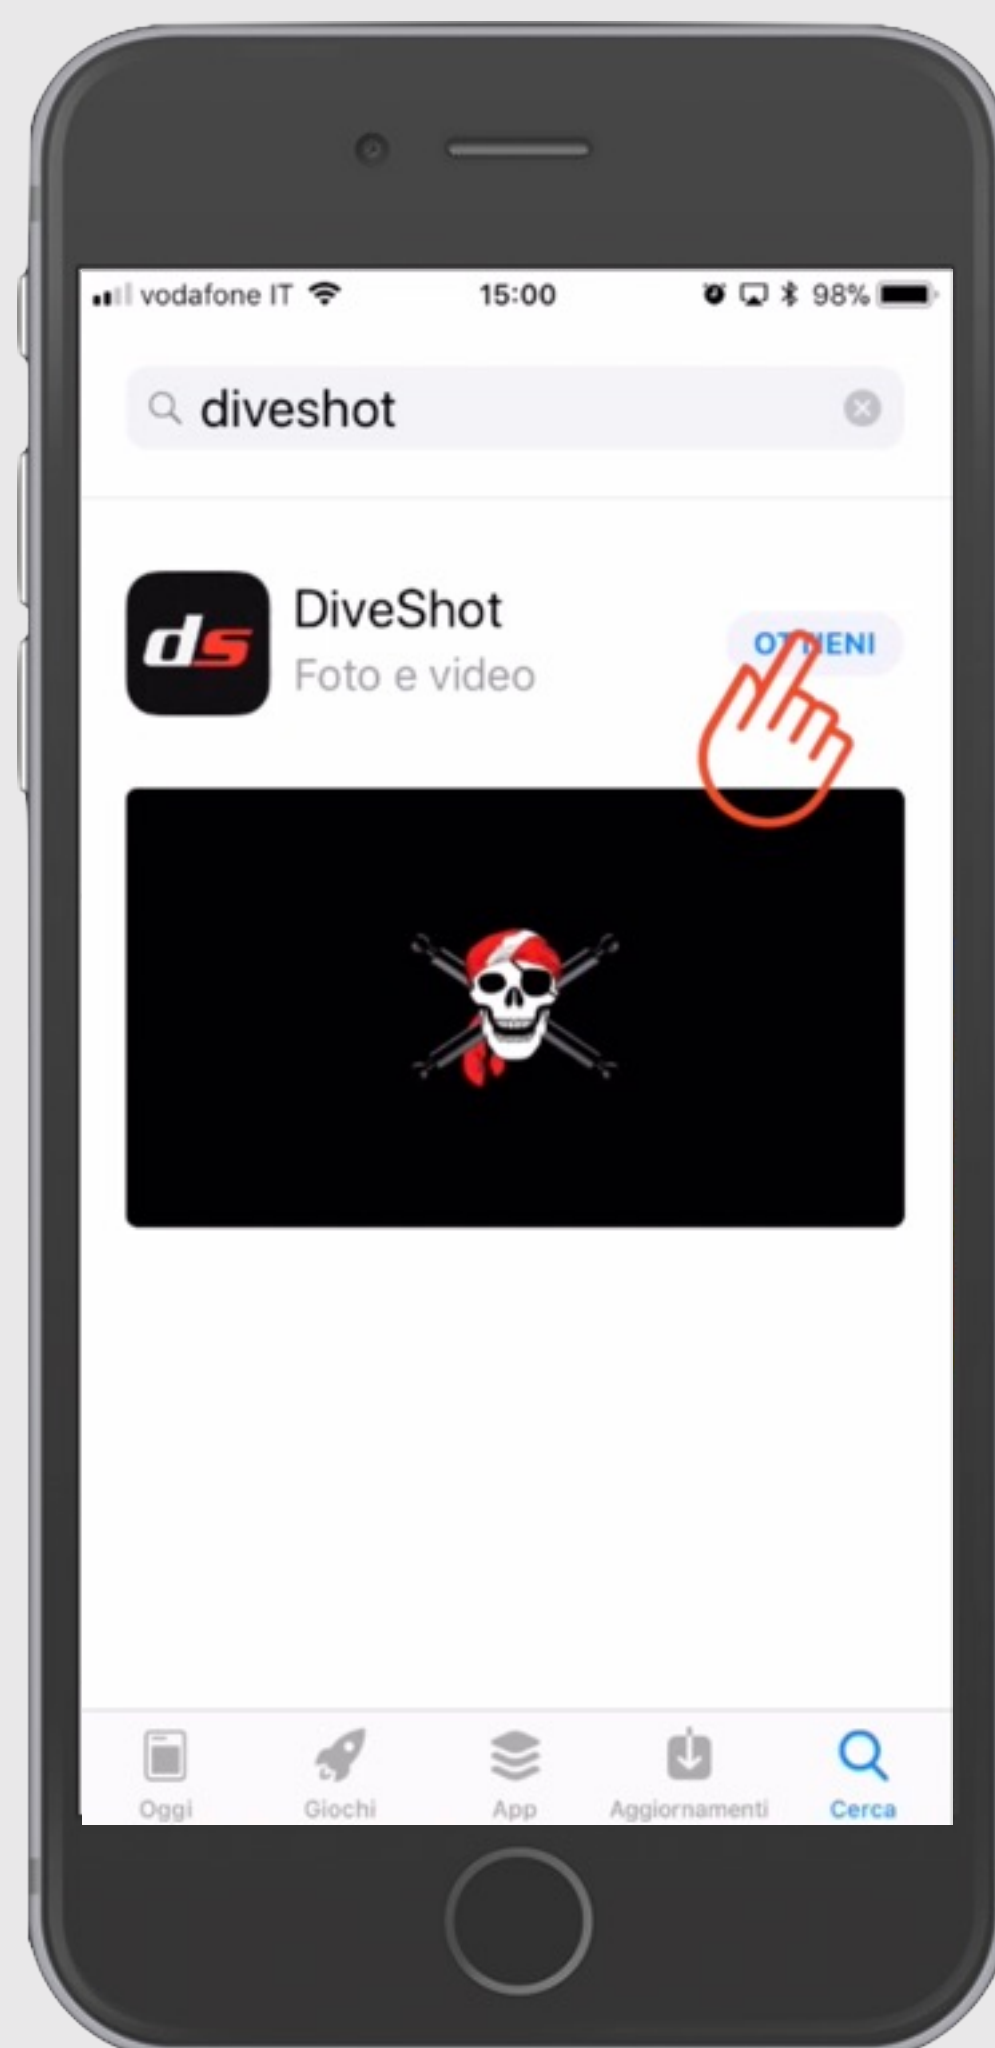 vodafone IT 15:00 98%
diveshot
ds
DiveShot
Foto e video
OTTIENI
Oggi Giochi App Aggiornamenti Cerca